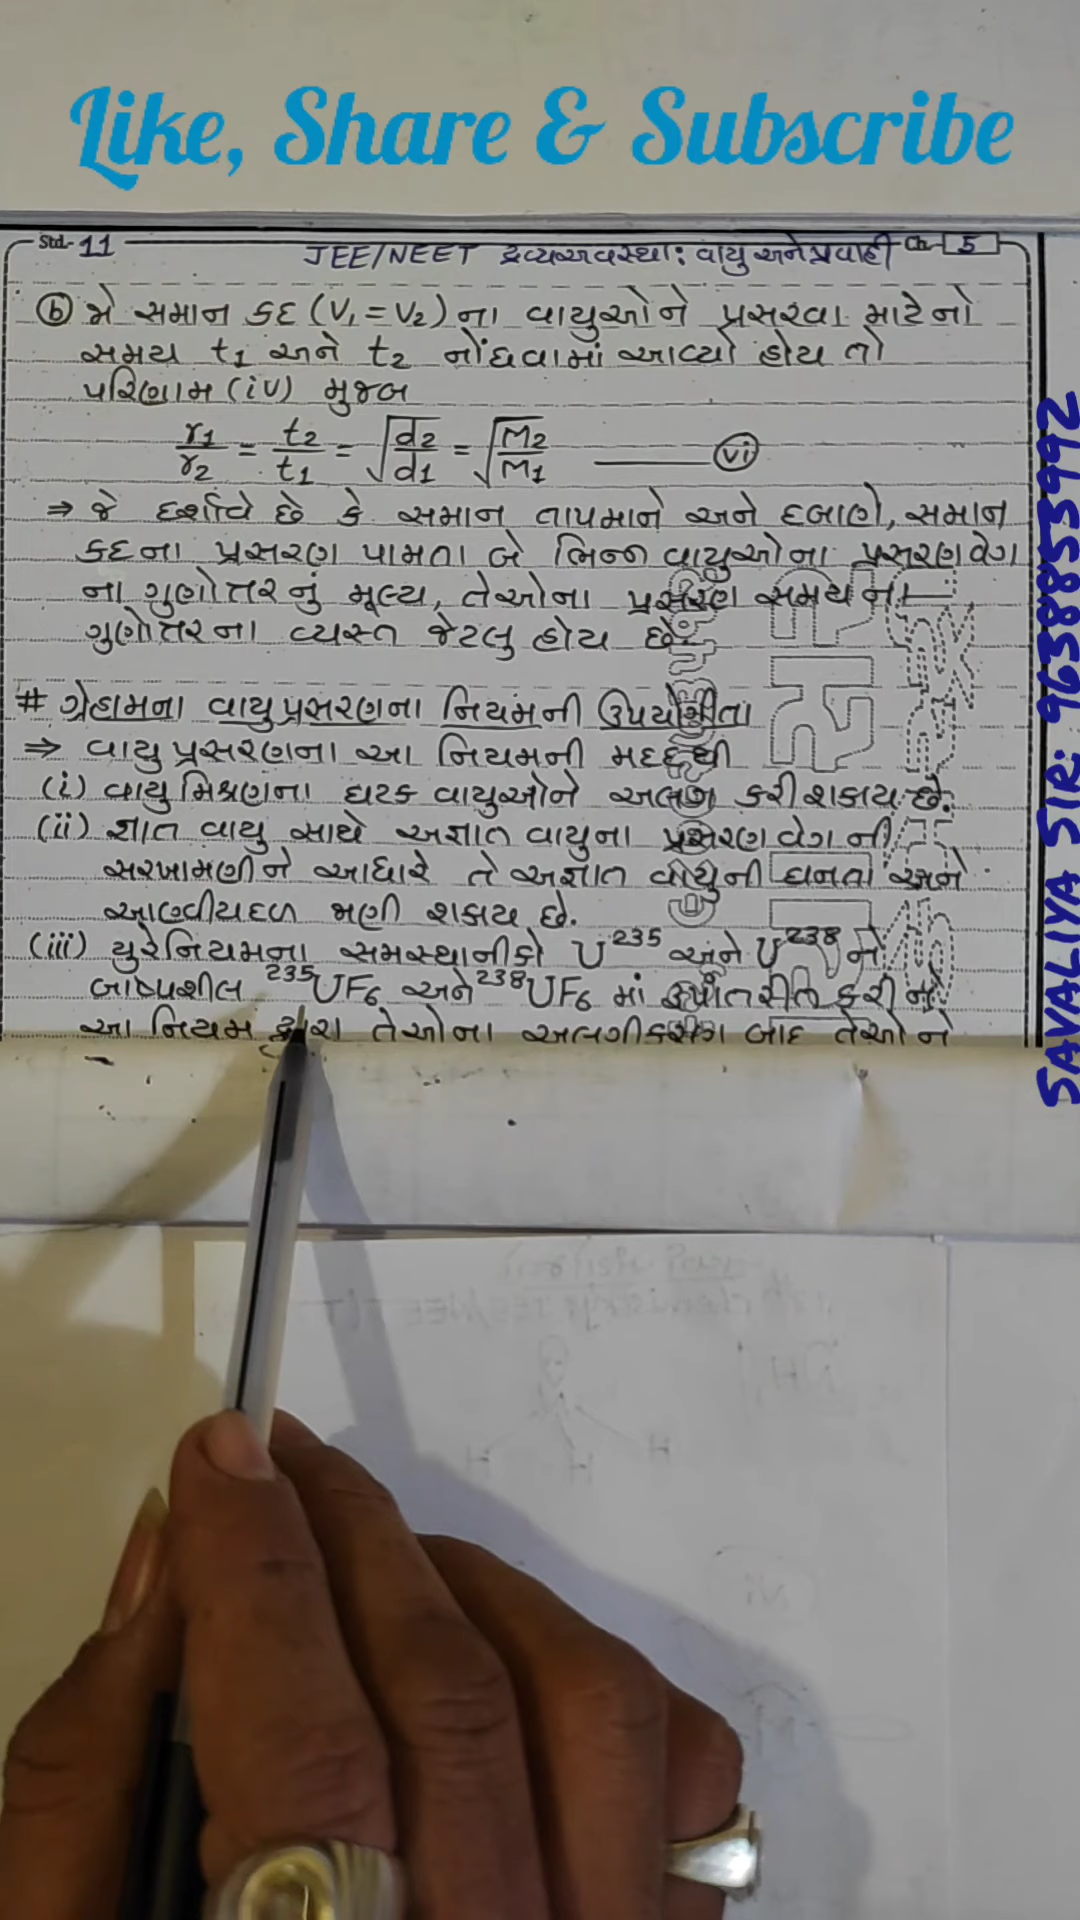 Like, Share & Subscribe
Std- 11 JEE/NEET દ્રવ્યઅવસ્થા: વાયુ અને પ્રવાહી Ch- 5
(b) જો સમાન કદ (V₁ = V₂) ના વાયુઓને પ્રસરવા માટેનો
સમય t₁ અને t₂ નોંધવામાં આવ્યો હોય તો
પરિણામ (iv) મુજબ
r₁/r₂ = t₂/t₁ = √(d₂/d₁) = √(M₂/M₁) ——— (vi)
⇒ જે દર્શાવે છે કે સમાન તાપમાને અને દબાણે, સમાન
કદના પ્રસરણ પામતા બે ભિન્ન વાયુઓના પ્રસરણવેગ
ના ગુણોત્તરનું મૂલ્ય, તેઓના પ્રસરણ સમયના
ગુણોત્તરના વ્યસ્ત જેટલુ હોય છે.
# ગ્રેહામના વાયુપ્રસરણના નિયમની ઉપયોગીતા
⇒ વાયુ પ્રસરણના આ નિયમની મદદથી
(i) વાયુ મિશ્રણના ઘટક વાયુઓને અલગ કરી શકાય છે.
(ii) જ્ઞાત વાયુ સાથે અજ્ઞાત વાયુના પ્રસરણ વેગ ની
સરખામણીને આધારે તે અજ્ઞાત વાયુની ઘનતા અને
આણ્વીયદળ જાણી શકાય છે.
(iii) યુરેનિયમના સમસ્થાનીકો U²³⁵ અને U²³⁸ ને
બાષ્પશીલ ²³⁵UF₆ અને ²³⁸UF₆ માં રૂપાંતરીત કરી ને
આ નિયમ દ્વારા તેઓના અલગીકરણ બાદ તેઓને
SAVALIYA SIR: 9638853992